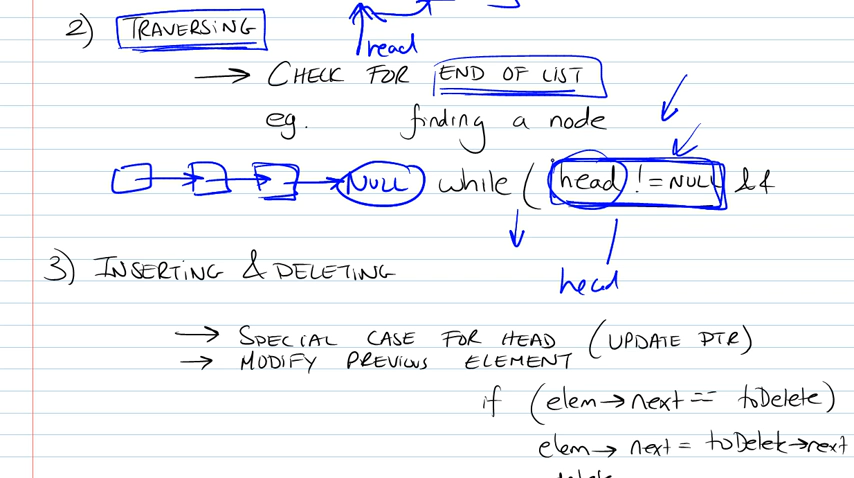 2) TRAVERSING
head
→ CHECK FOR END OF LIST
eg. finding a node
NULL while ( head != NULL &&
head
3) INSERTING & DELETING
→ SPECIAL CASE FOR HEAD (UPDATE PTR)
→ MODIFY PREVIOUS ELEMENT
if (elem→next == toDelete)
elem→ next = toDelete→next